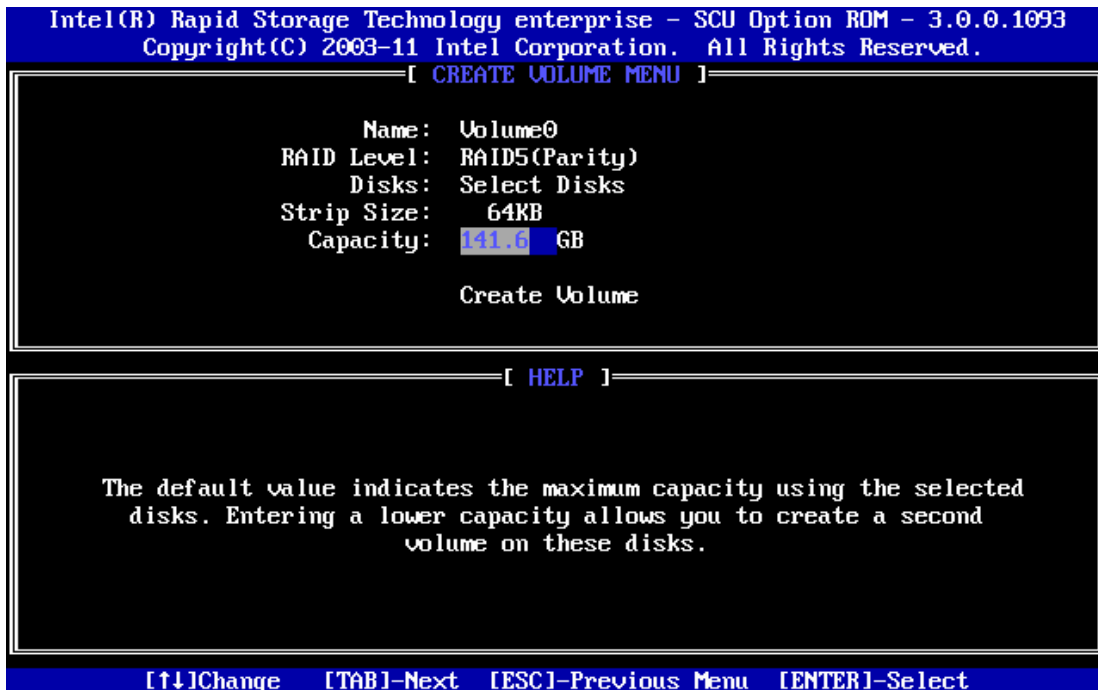 Intel(R) Rapid Storage Technology enterprise - SCU Option ROM - 3.0.0.1093
Copyright(C) 2003-11 Intel Corporation. All Rights Reserved.
[ CREATE VOLUME MENU ]
Name: Volume0
RAID Level: RAID5(Parity)
Disks: Select Disks
Strip Size: 64KB
Capacity: 141.6 GB
Create Volume
[ HELP ]
The default value indicates the maximum capacity using the selected
disks. Entering a lower capacity allows you to create a second
volume on these disks.
[↑↓]Change [TAB]-Next [ESC]-Previous Menu [ENTER]-Select